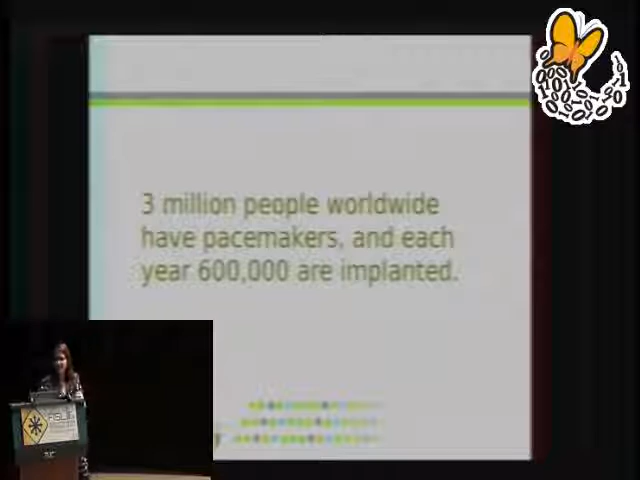 3 million people worldwide
have pacemakers, and each
year 600,000 are implanted.